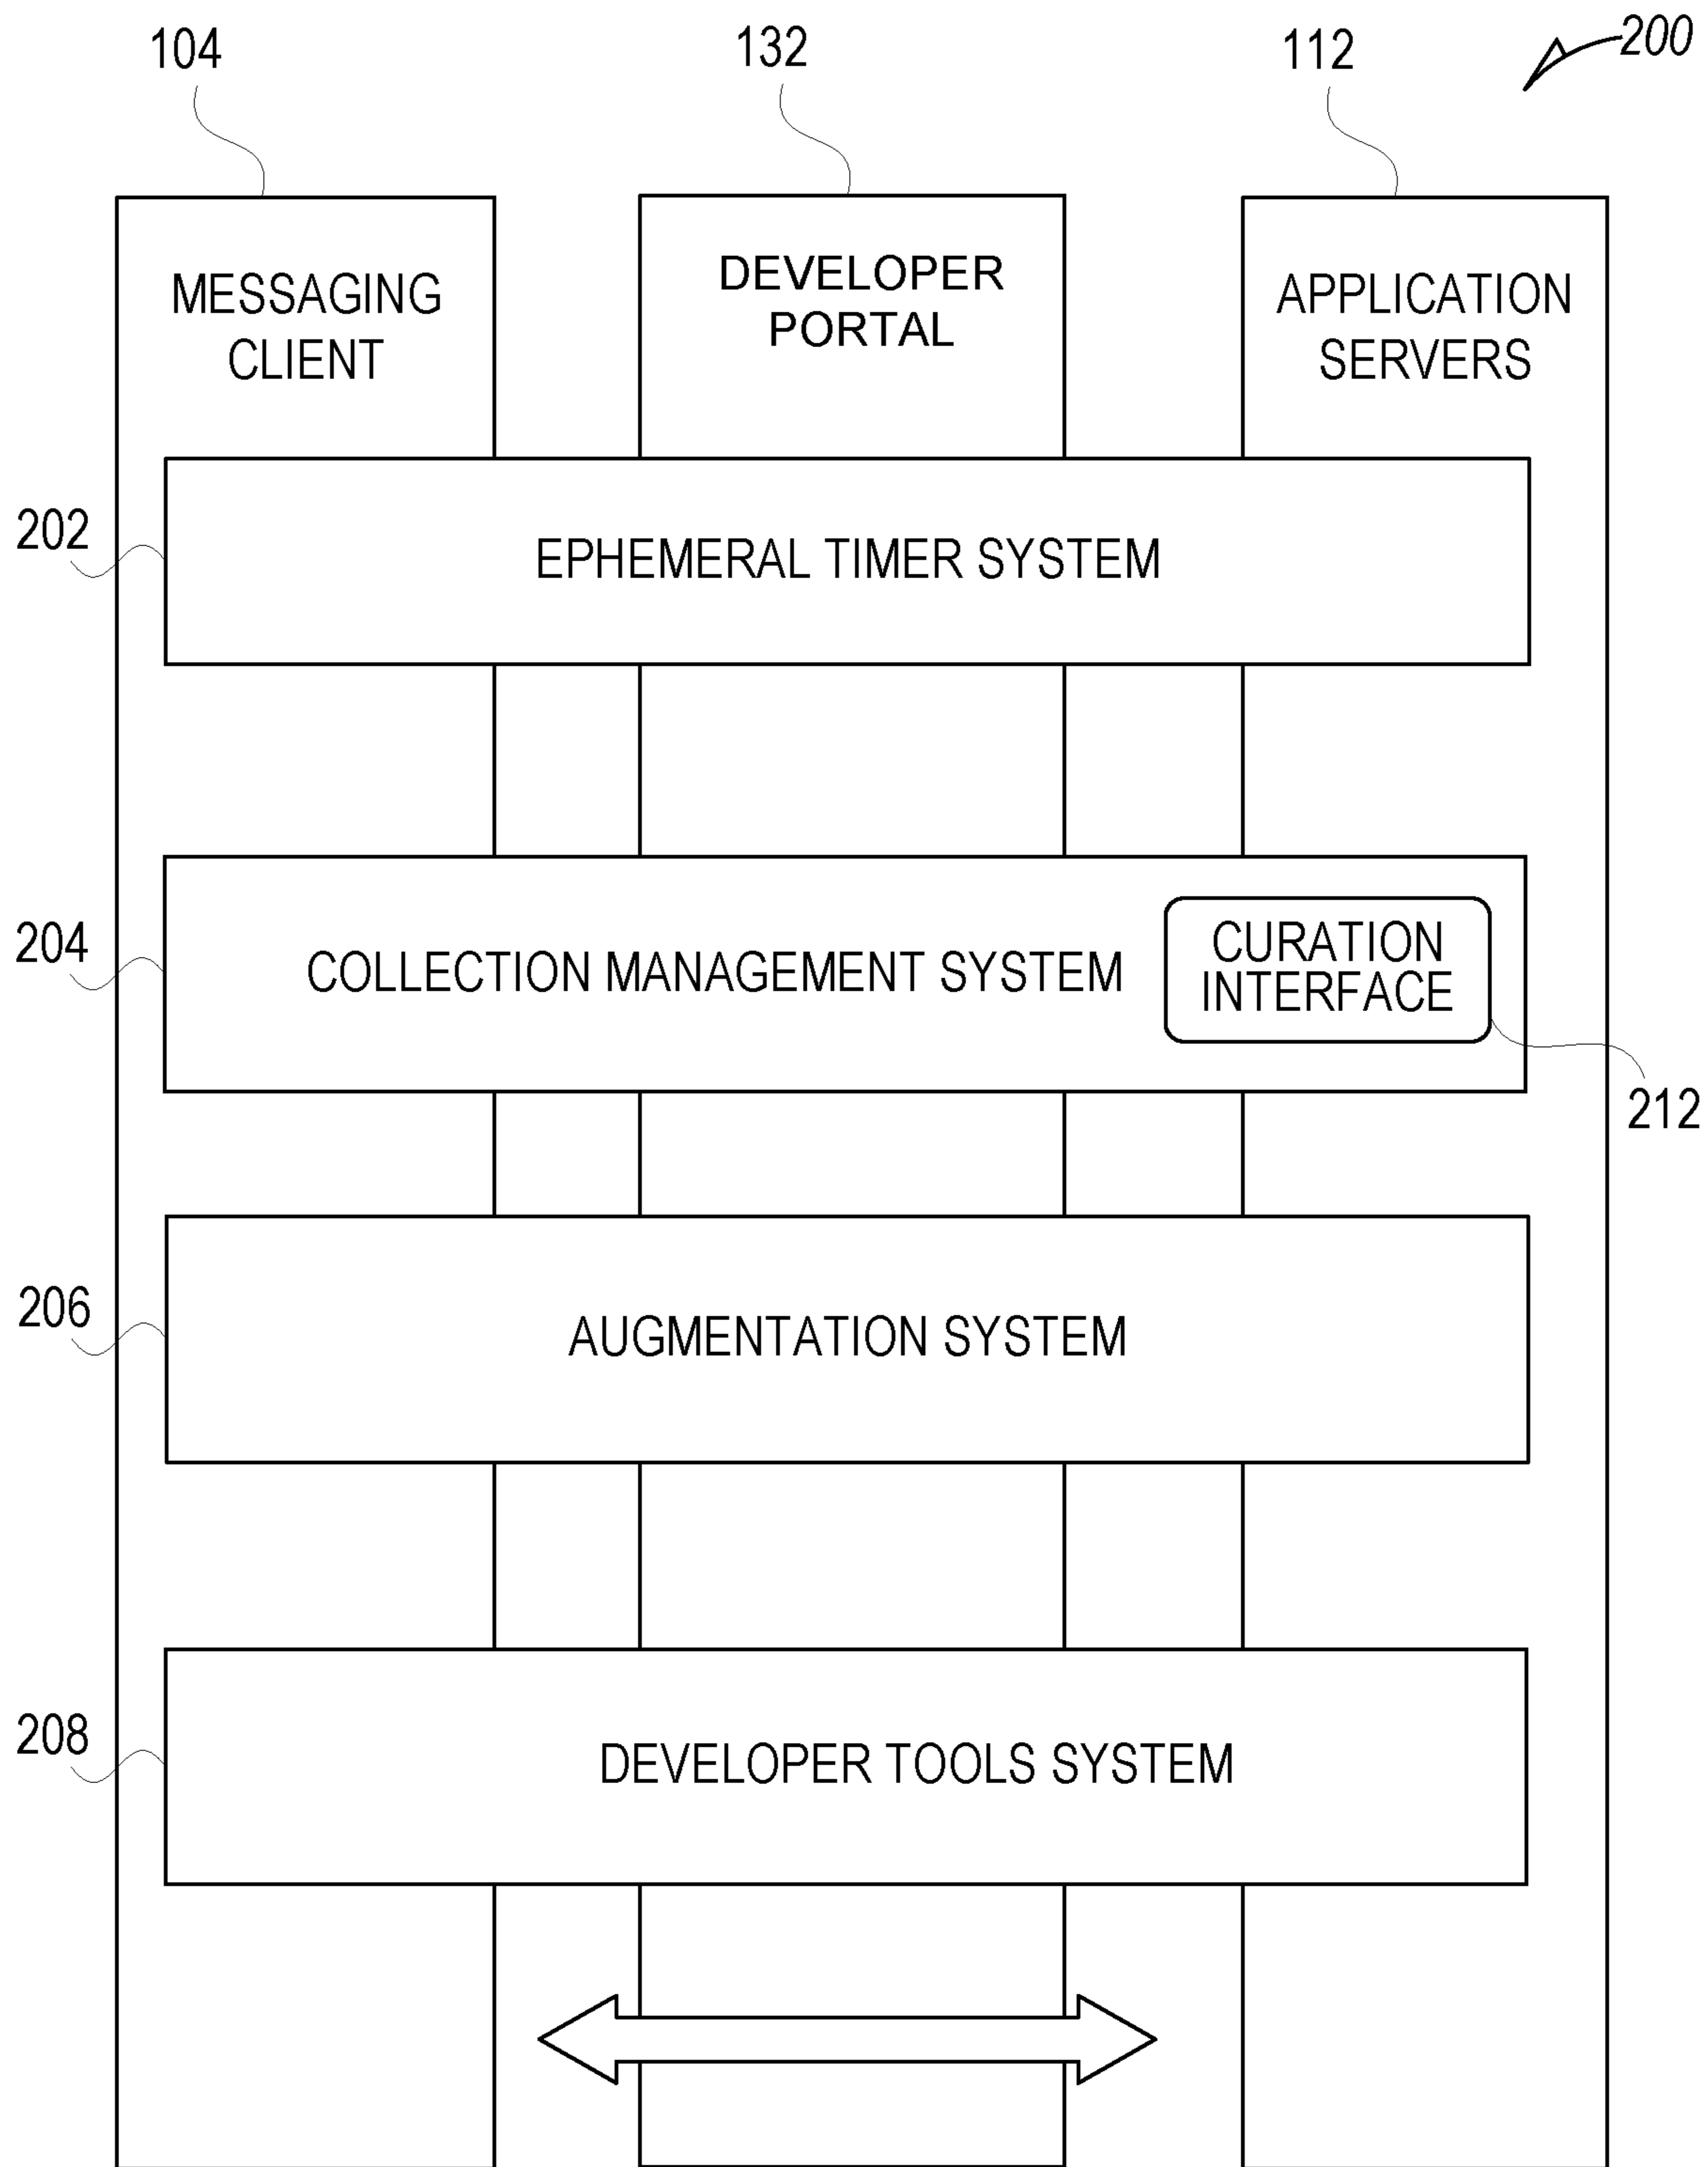 104
132
112
200
MESSAGING
CLIENT
DEVELOPER
PORTAL
APPLICATION
SERVERS
202
EPHEMERAL TIMER SYSTEM
204
COLLECTION MANAGEMENT SYSTEM
CURATION
INTERFACE
212
206
AUGMENTATION SYSTEM
208
DEVELOPER TOOLS SYSTEM